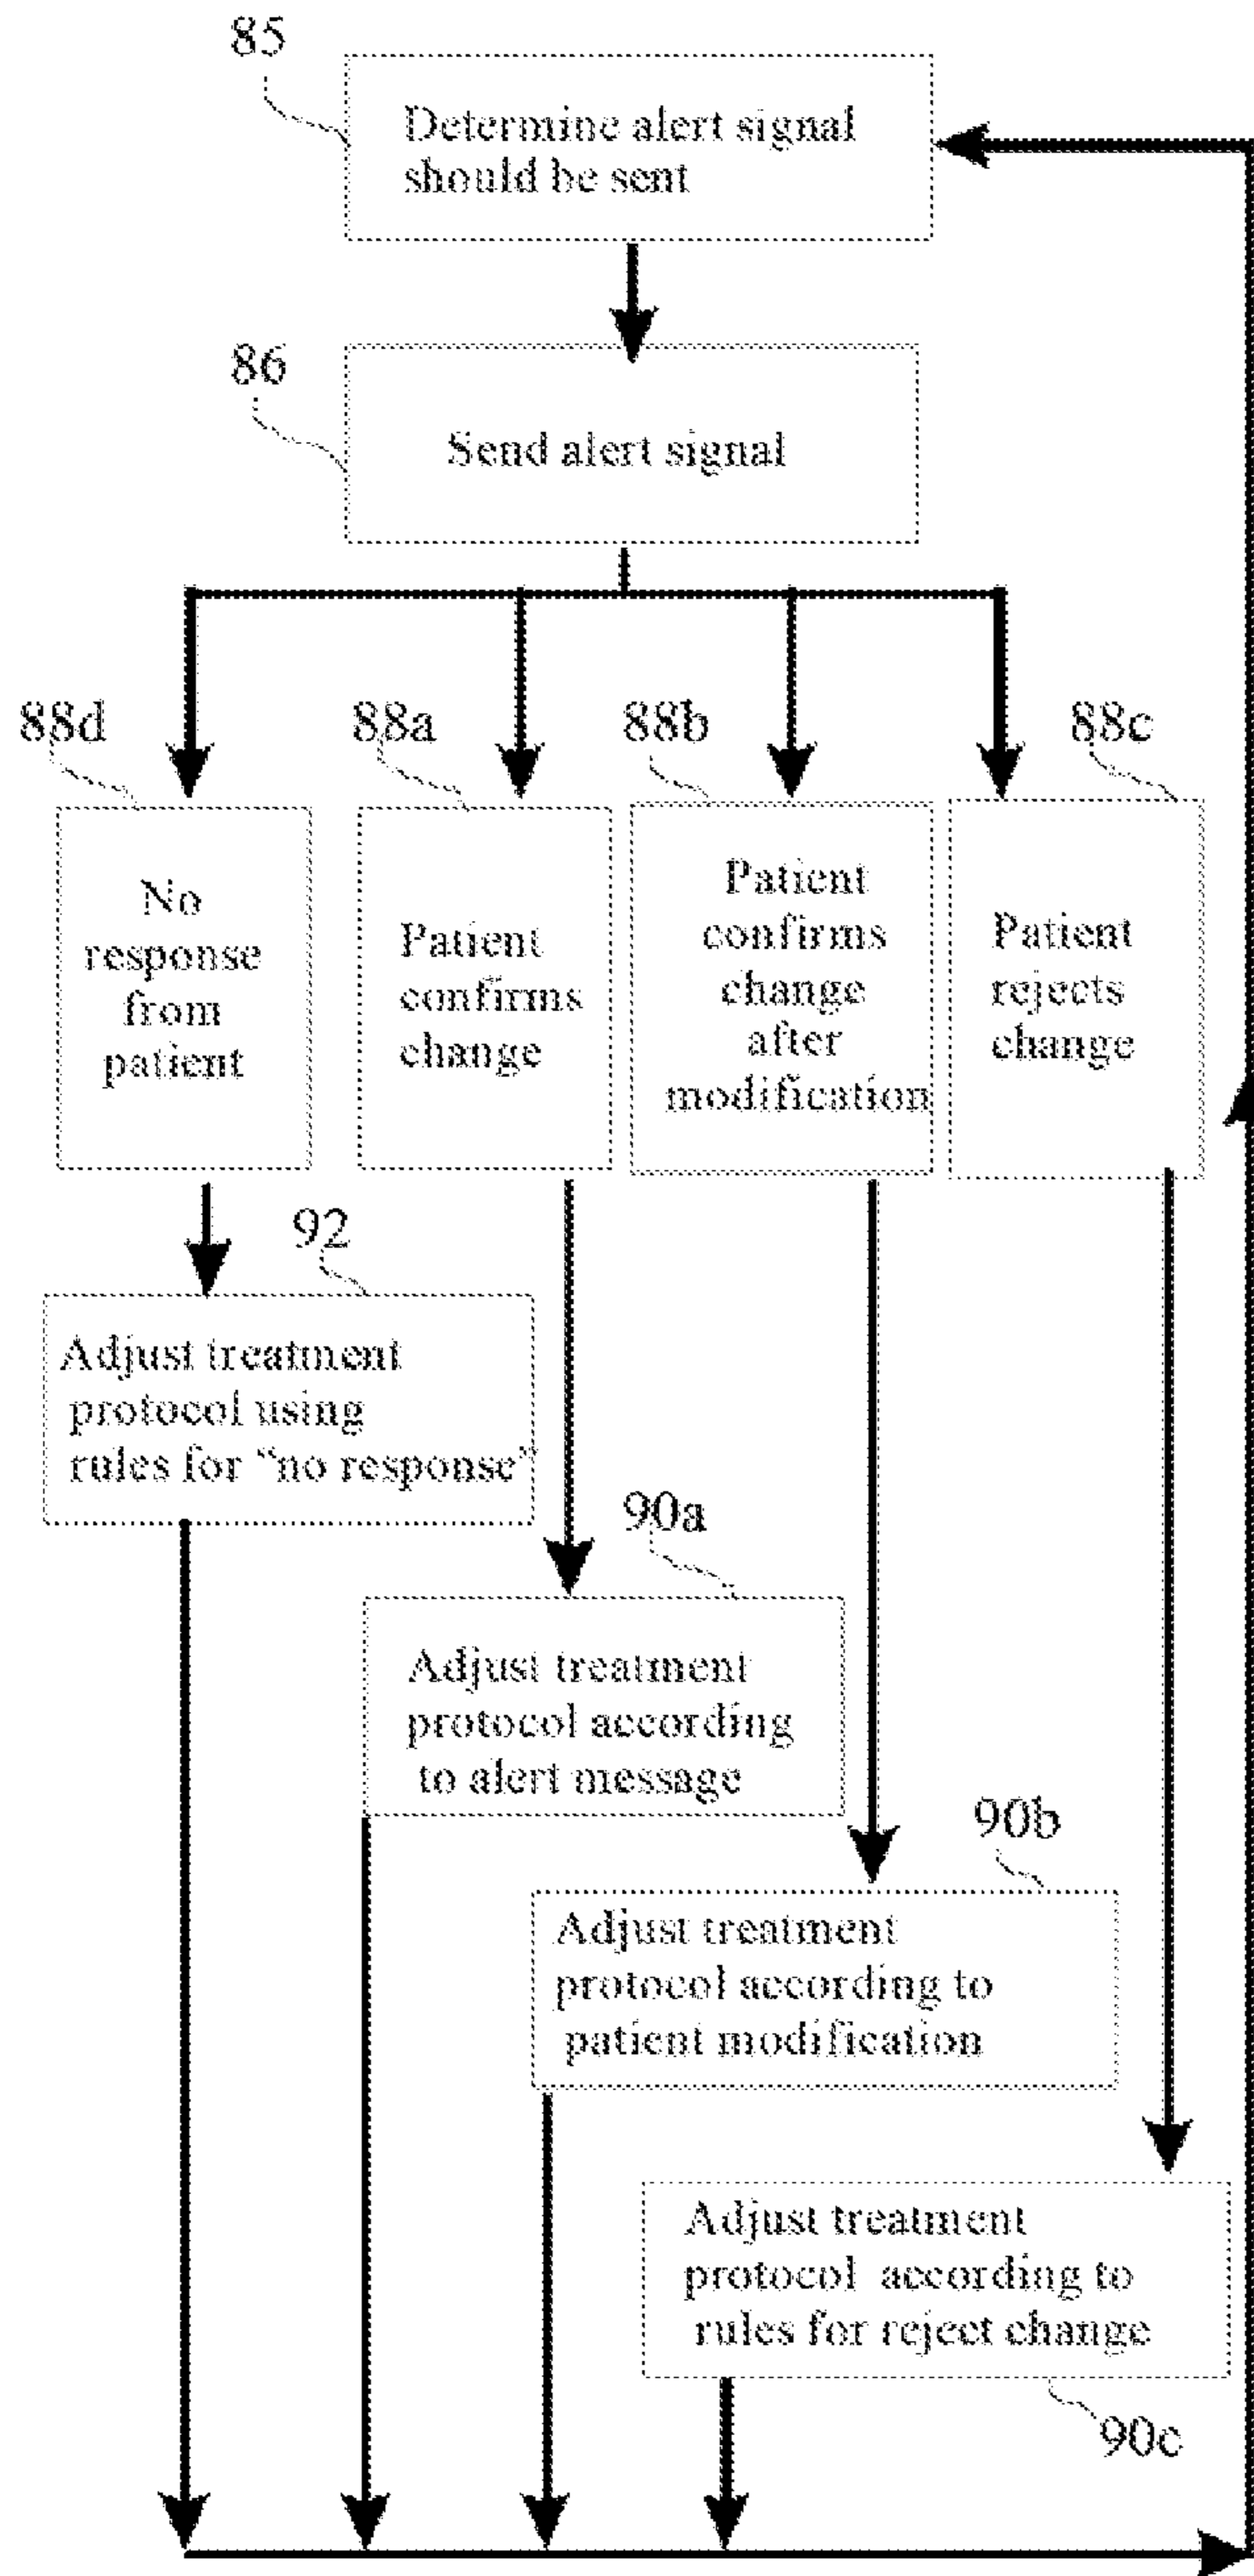 85
Determine alert signal
should be sent
86
Send alert signal
88d
88a
88b
88c
No
response
from
patient
Patient
confirms
change
Patient
confirms
change
after
modification
Patient
rejects
change
92
Adjust treatment
protocol using
rules for “no response”
90a
Adjust treatment
protocol according
to alert message
90b
Adjust treatment
protocol according to
patient modification
Adjust treatment
protocol according to
rules for reject change
90c